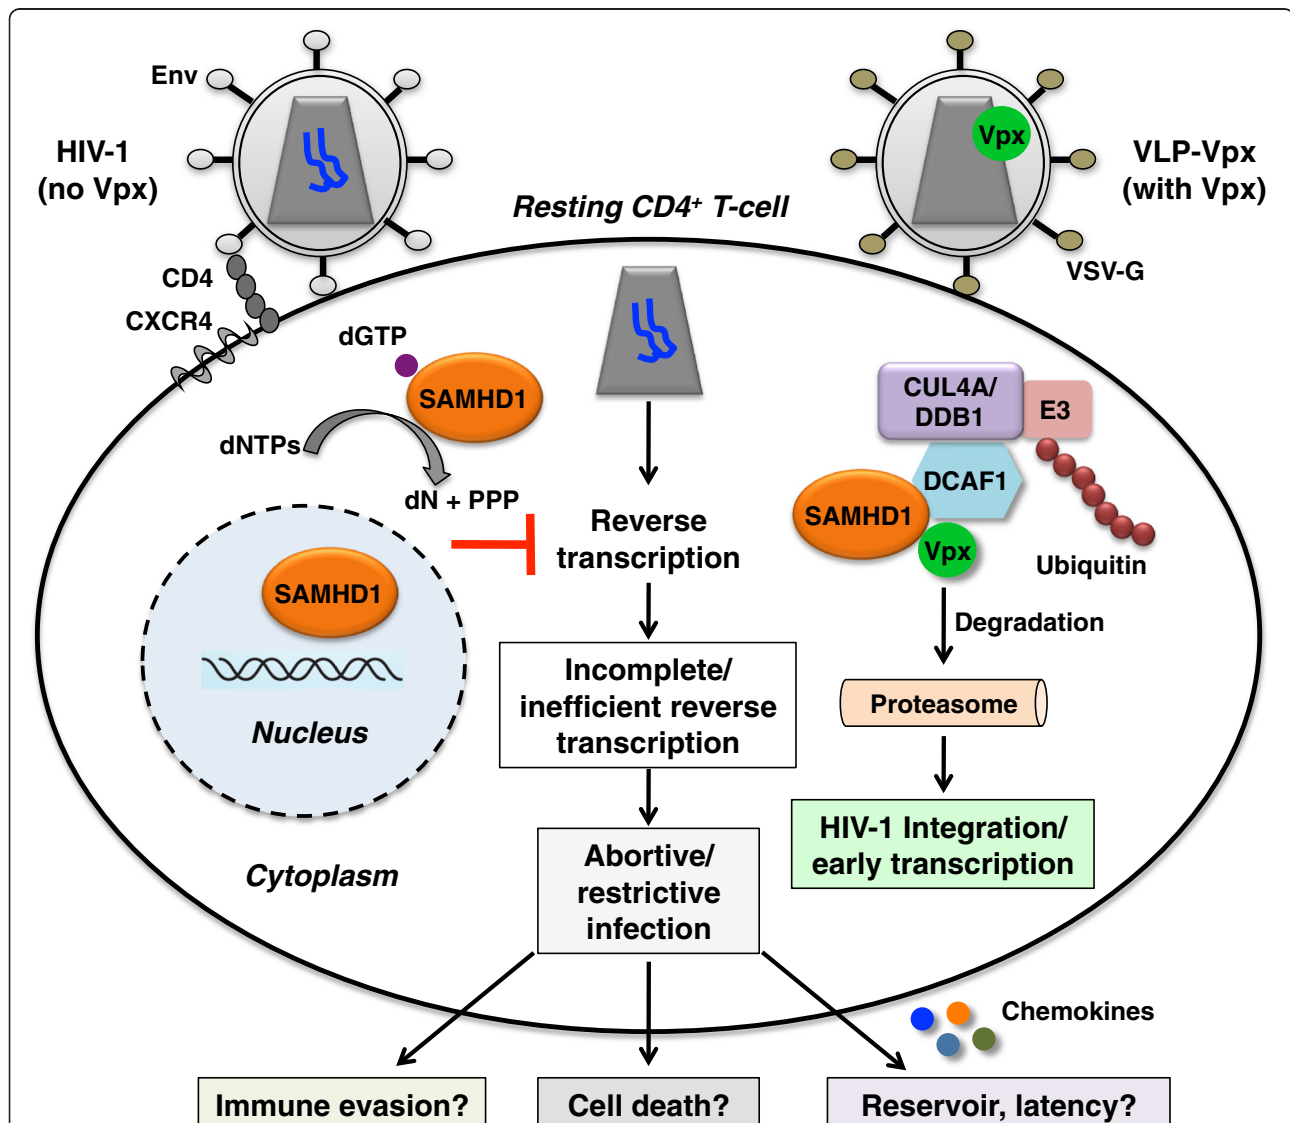 Env
HIV-1
(no Vpx)
Vpx
VLP-Vpx
(with Vpx)
VSV-G
Resting CD4⁺ T-cell
CD4
CXCR4
dGTP
SAMHD1
dNTPs
dN + PPP
SAMHD1
Nucleus
Cytoplasm
Reverse
transcription
Incomplete/
inefficient reverse
transcription
Abortive/
restrictive
infection
CUL4A/
DDB1
E3
DCAF1
SAMHD1
Vpx
Ubiquitin
Degradation
Proteasome
HIV-1 Integration/
early transcription
Chemokines
Immune evasion?
Cell death?
Reservoir, latency?